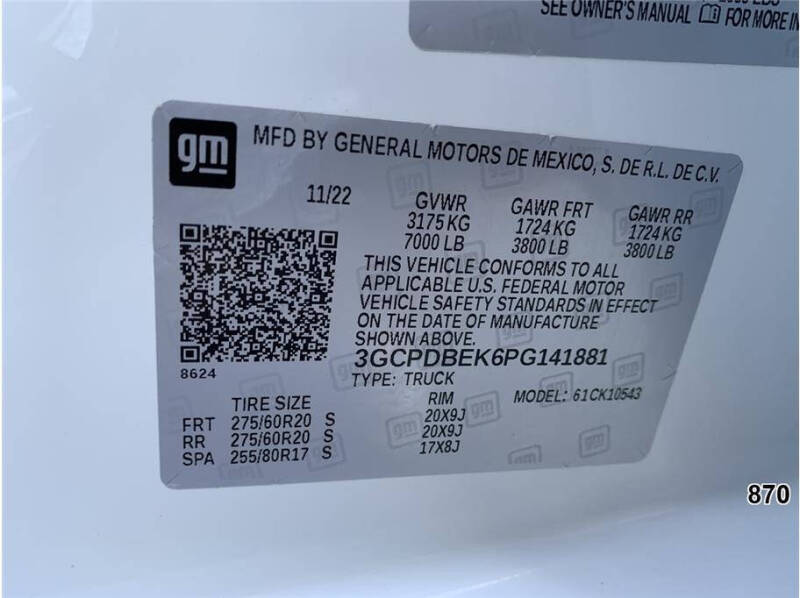 SEE OWNER'S MANUAL FOR MORE
gm MFD BY GENERAL MOTORS DE MEXICO, S. DE R.L. DE C.V.
11/22 GVWR GAWR FRT GAWR RR
3175 KG 1724 KG 1724 KG
7000 LB 3800 LB 3800 LB
THIS VEHICLE CONFORMS TO ALL
APPLICABLE U.S. FEDERAL MOTOR
VEHICLE SAFETY STANDARDS IN EFFECT
ON THE DATE OF MANUFACTURE
SHOWN ABOVE.
3GCPDBEK6PG141881
8624
TYPE: TRUCK
MODEL: 61CK10543
TIRE SIZE RIM
FRT 275/60R20 S 20X9J
RR 275/60R20 S 20X9J
SPA 255/80R17 S 17X8J
870